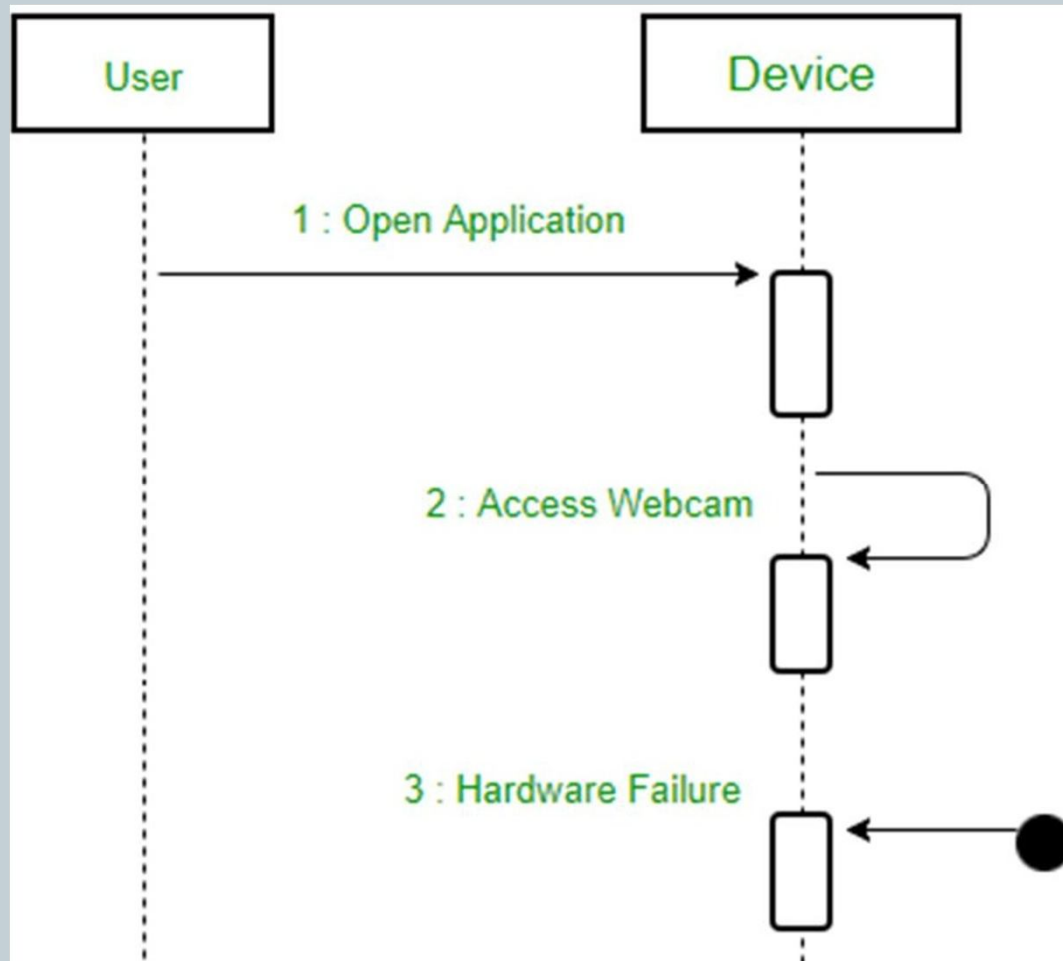 User
Device
1 : Open Application
2 : Access Webcam
3 : Hardware Failure